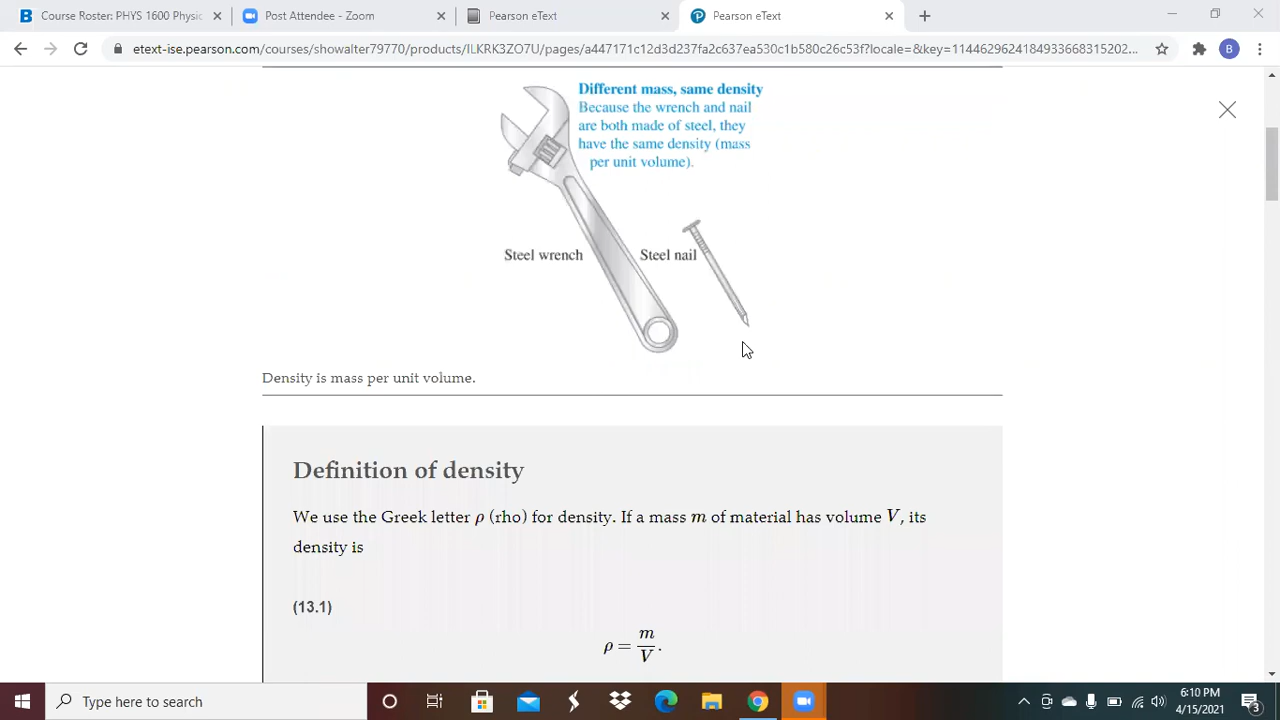 Course Roster: PHYS 1600 Physic
Post Attendee - Zoom
Pearson eText
Pearson eText
etext-ise.pearson.com/courses/showalter79770/products/ILKRK3ZO7U/pages/a447171c12d3d237fa2c637ea530c1b580c26c53f?locale=&key=1144629624184933668315202...
B
Different mass, same density
Because the wrench and nail
are both made of steel, they
have the same density (mass
per unit volume).
Steel wrench
Steel nail
Density is mass per unit volume.
Definition of density
We use the Greek letter ρ (rho) for density. If a mass m of material has volume V, its
density is
(13.1)
ρ = m/V.
Type here to search
6:10 PM
4/15/2021
3